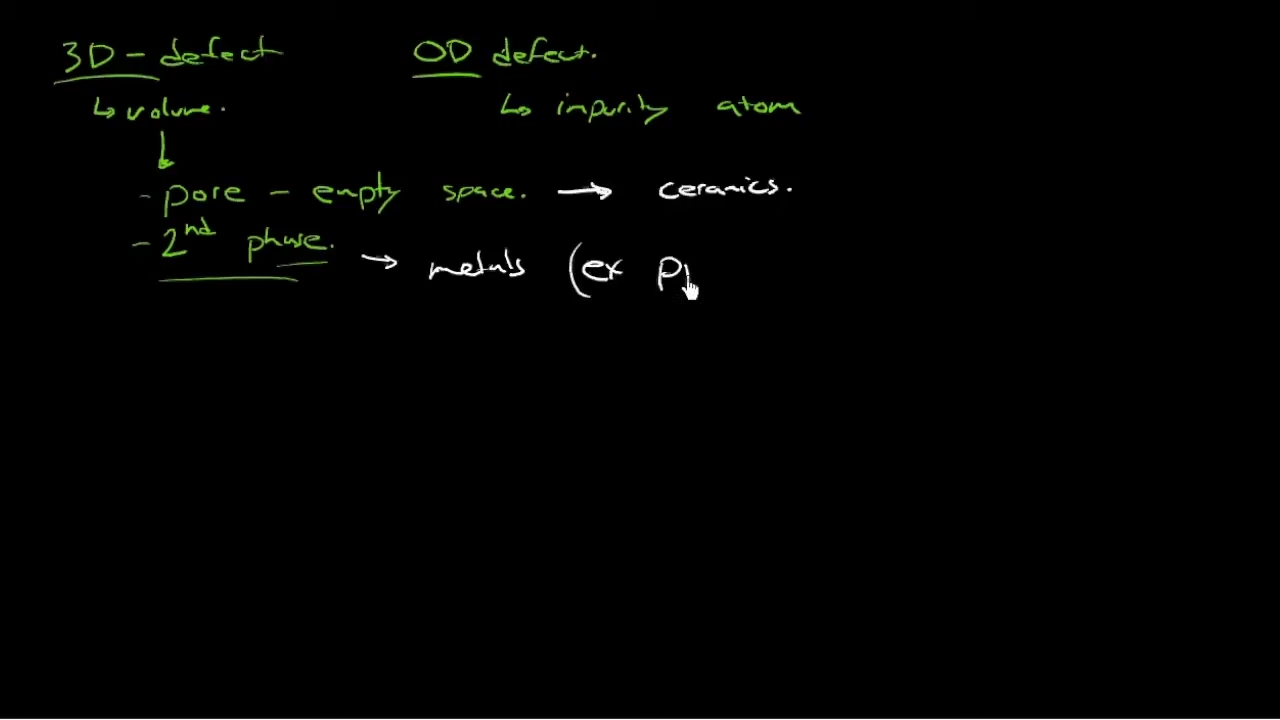 3D - defect
↳ volume.
- pore - empty space. → ceramics.
- 2nd phase. → metals (ex p
0D defect.
↳ impurity atom